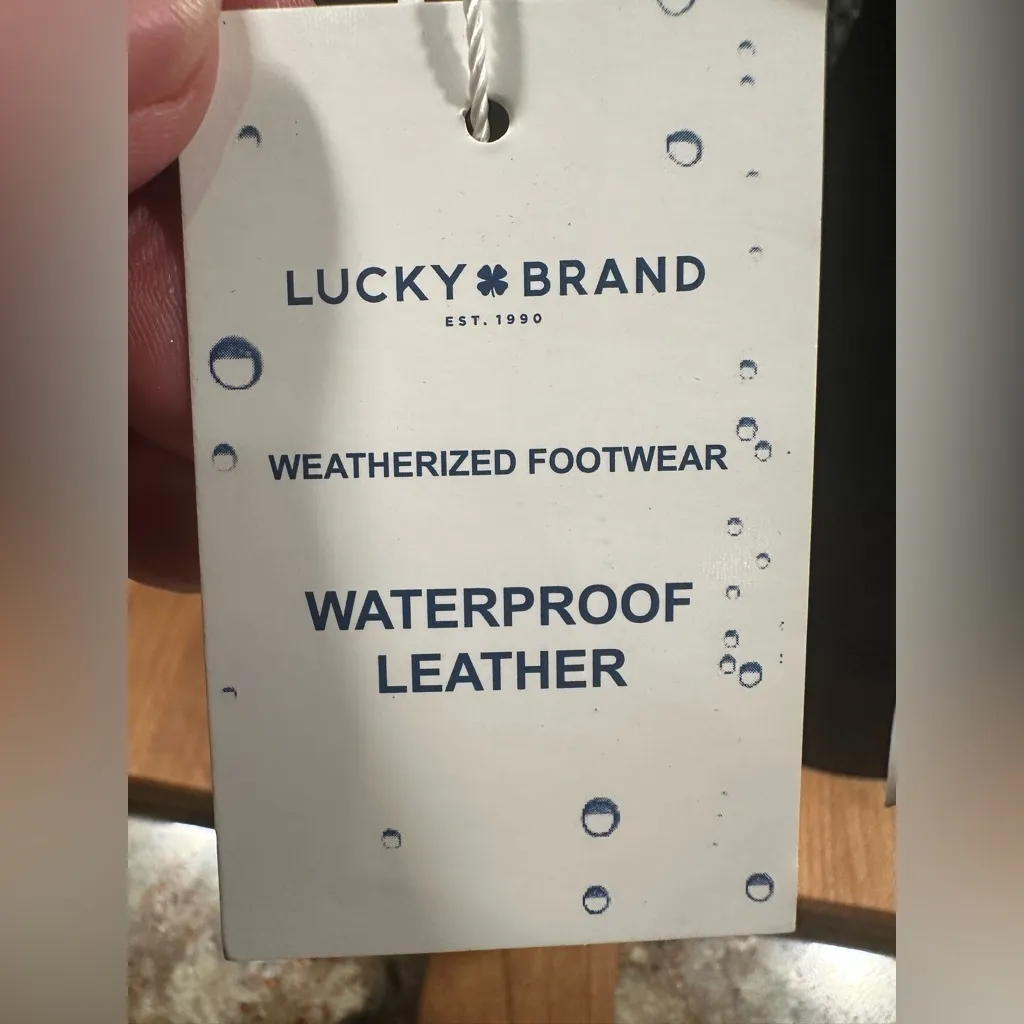 LUCKY BRAND
EST. 1990
WEATHERIZED FOOTWEAR
WATERPROOF
LEATHER